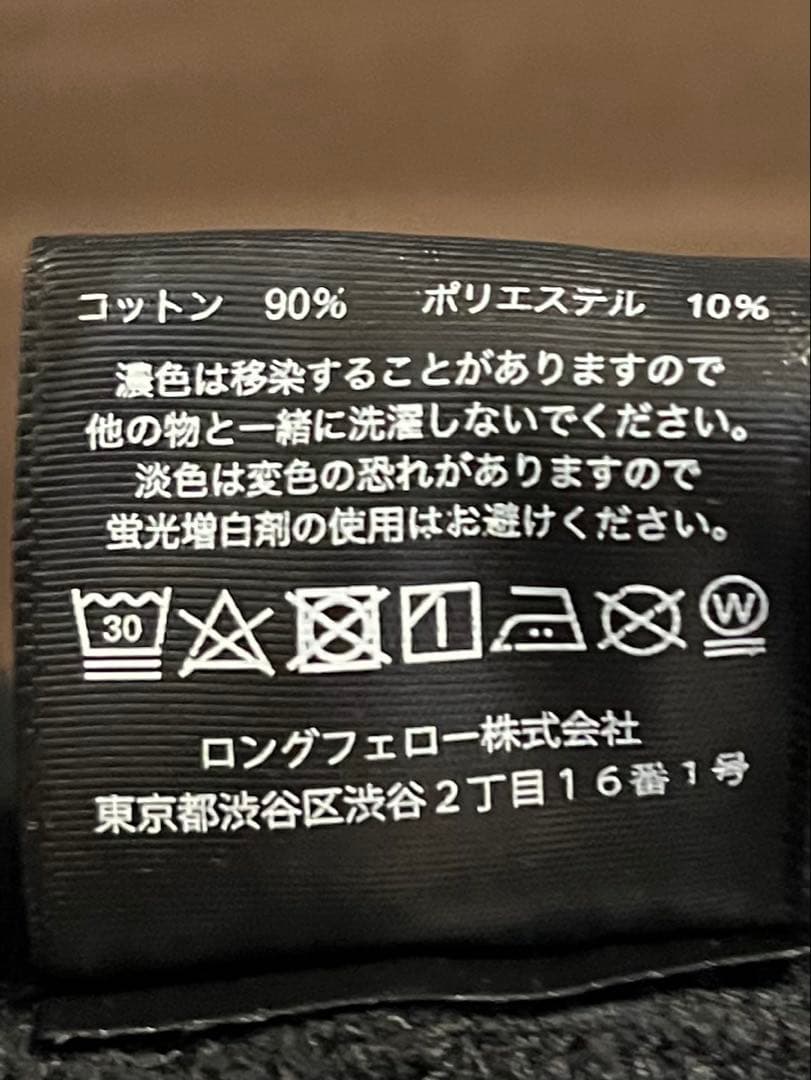 コットン　90%　　ポリエステル　10%
濃色は移染することがありますので
他の物と一緒に洗濯しないでください。
淡色は変色の恐れがありますので
蛍光増白剤の使用はお避けください。
30 W
ロングフェロー株式会社
東京都渋谷区渋谷２丁目１６番１号